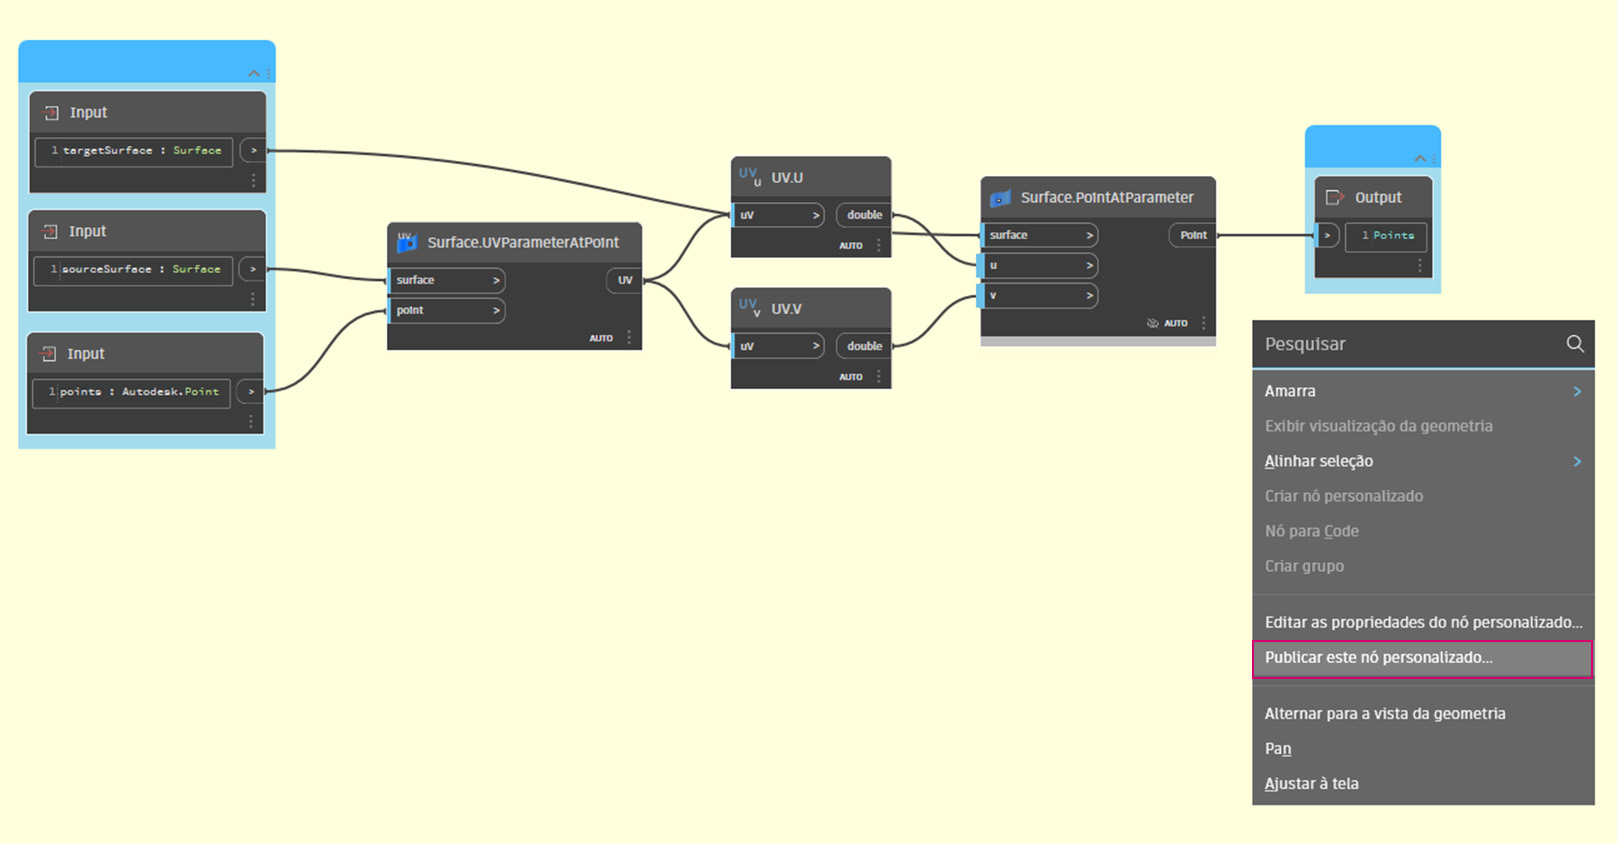 Input
1 targetSurface : Surface >
Input
1 sourceSurface : Surface >
Input
1 points : Autodesk.Point >
UV Surface.UVParameterAtPoint
surface > UV
point >
AUTO
UV u UV.U
uv > double
AUTO
UV v UV.V
uv > double
AUTO
Surface.PointAtParameter
surface > Point
u >
v >
AUTO
Output
> 1 Points
Pesquisar
Amarra >
Exibir visualização da geometria
Alinhar seleção >
Criar nó personalizado
Nó para Code
Criar grupo
Editar as propriedades do nó personalizado...
Publicar este nó personalizado...
Alternar para a vista da geometria
Pan
Ajustar à tela